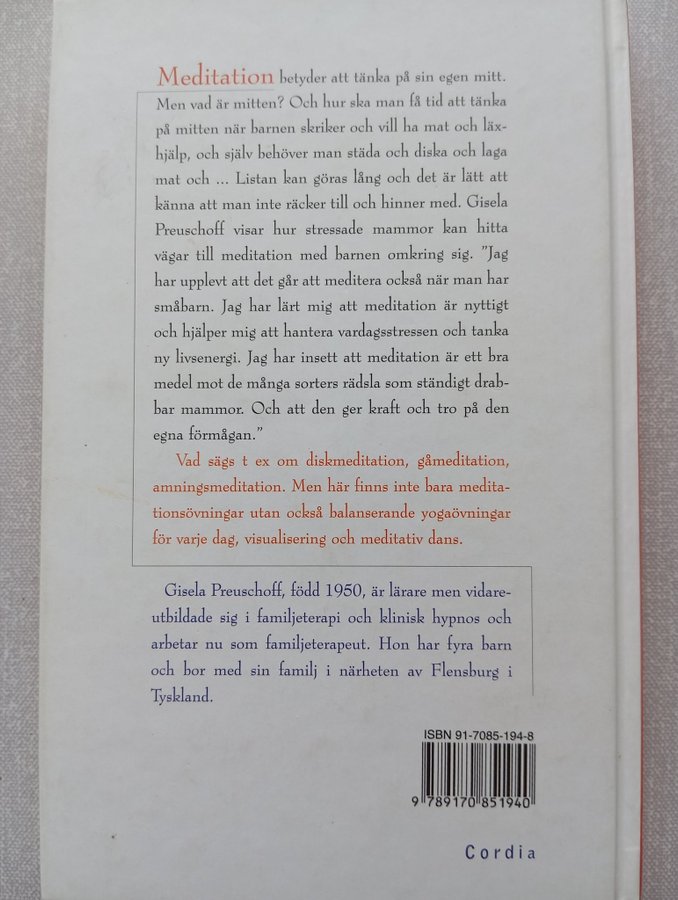 Meditation betyder att tänka på sin egen mitt.
Men vad är mitten? Och hur ska man få tid att tänka
på mitten när barnen skriker och vill ha mat och läx-
hjälp, och själv behöver man städa och diska och laga
mat och ... Listan kan göras lång och det är lätt att
känna att man inte räcker till och hinner med. Gisela
Preuschoff visar hur stressade mammor kan hitta
vägar till meditation med barnen omkring sig. ”Jag
har upplevt att det går att meditera också när man har
småbarn. Jag har lärt mig att meditation är nyttigt
och hjälper mig att hantera vardagsstressen och tanka
ny livsenergi. Jag har insett att meditation är ett bra
medel mot de många sorters rädsla som ständigt drab-
bar mammor. Och att den ger kraft och tro på den
egna förmågan.”
Vad sägs t ex om diskmeditation, gåmeditation,
amningsmeditation. Men här finns inte bara medita-
tionsövningar utan också balanserande yogaövningar
för varje dag, visualisering och meditativ dans.
Gisela Preuschoff, född 1950, är lärare men vidare-
utbildade sig i familjeterapi och klinisk hypnos och
arbetar nu som familjeterapeut. Hon har fyra barn
och bor med sin familj i närheten av Flensburg i
Tyskland.
ISBN 91-7085-194-8
9 789170 851940
Cordia